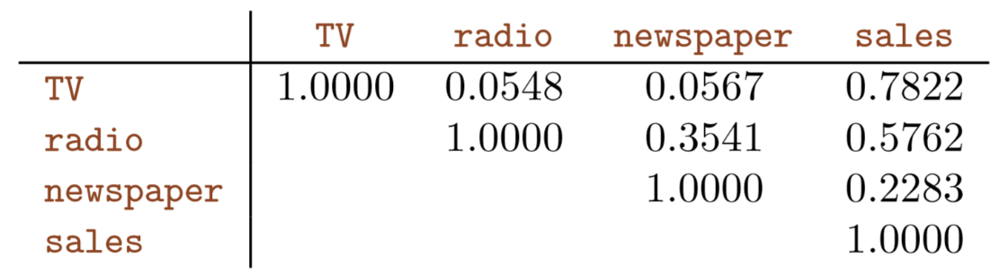 TV radio newspaper sales
TV 1.0000 0.0548 0.0567 0.7822
radio 1.0000 0.3541 0.5762
newspaper 1.0000 0.2283
sales 1.0000